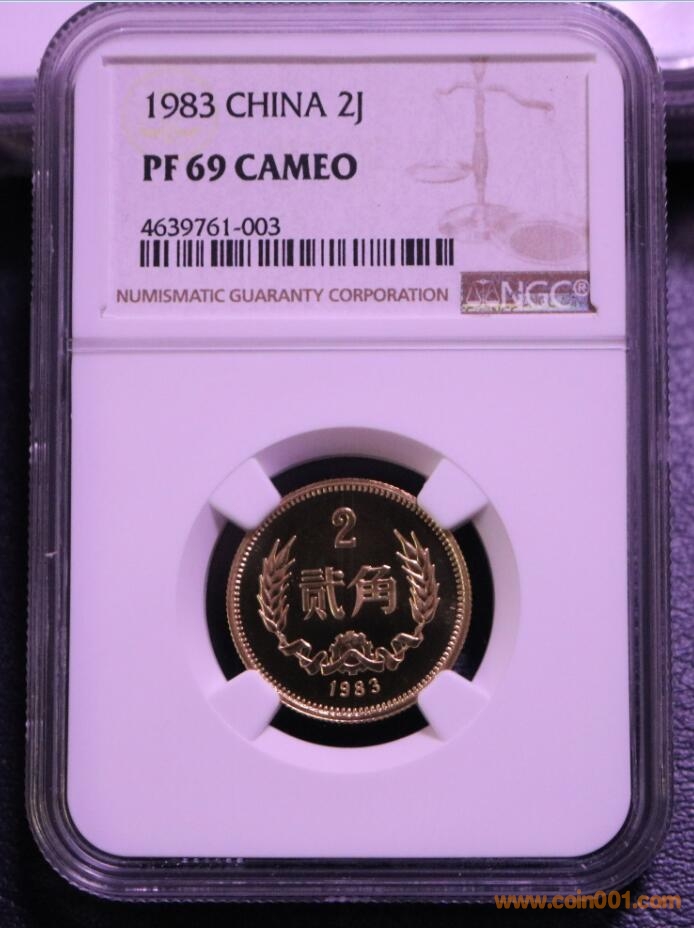 1983 CHINA 2J
PF 69 CAMEO
4639761-003
NUMISMATIC GUARANTY CORPORATION
NGC®
2
贰角
1983
www.coin001.com